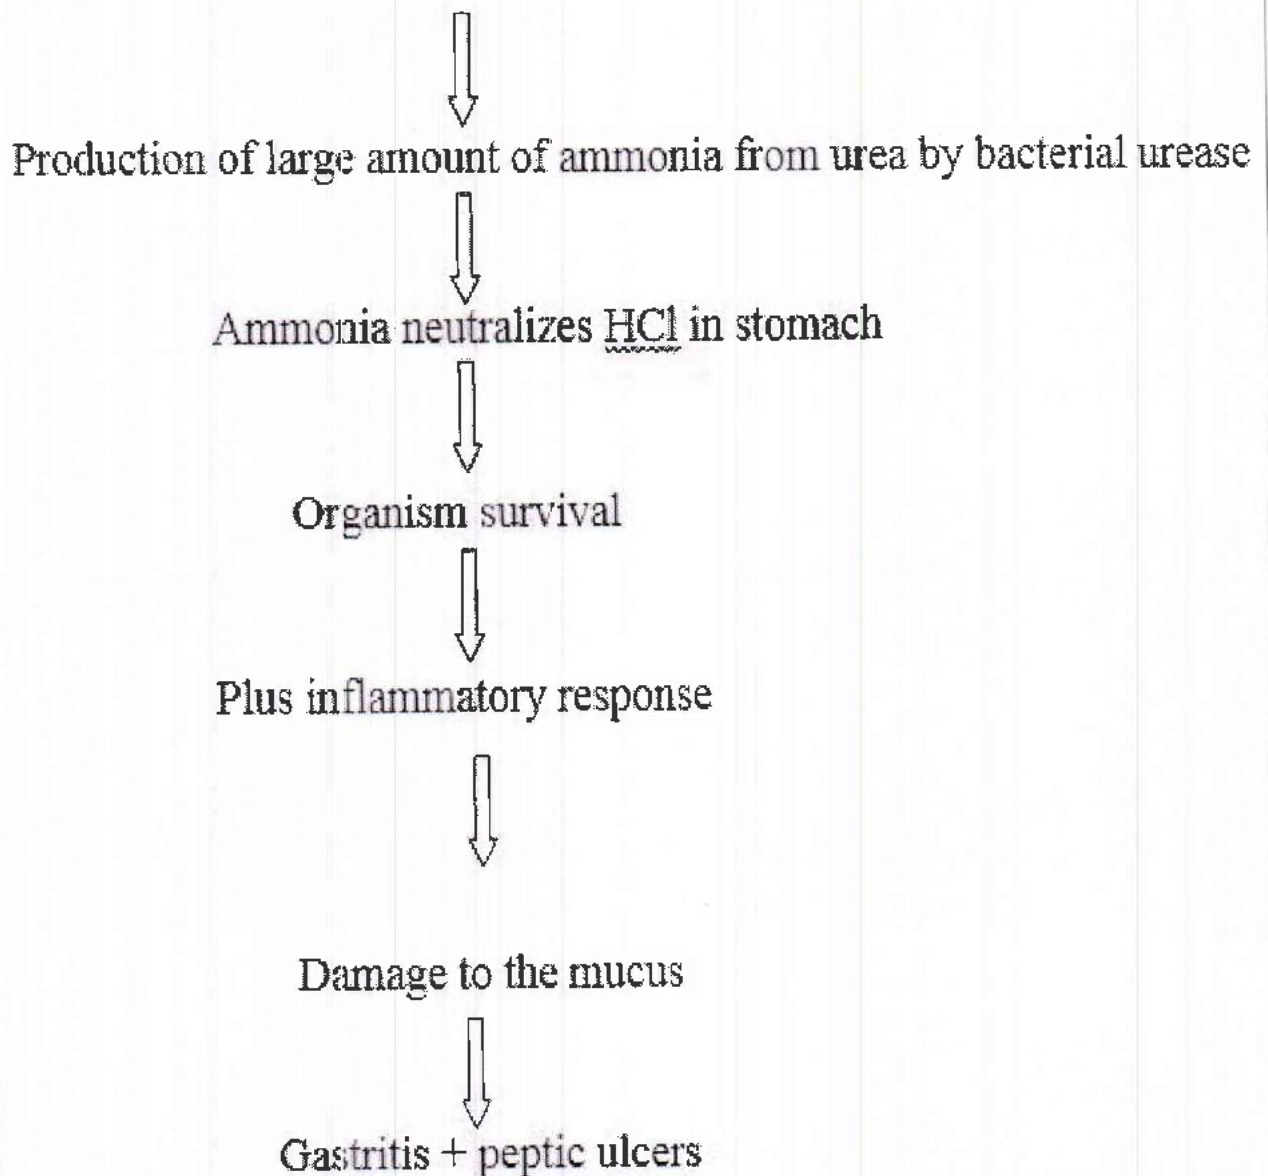 Production of large amount of ammonia from urea by bacterial urease
Ammonia neutralizes HCl in stomach
Organism survival
Plus inflammatory response
Damage to the mucus
Gastritis + peptic ulcers